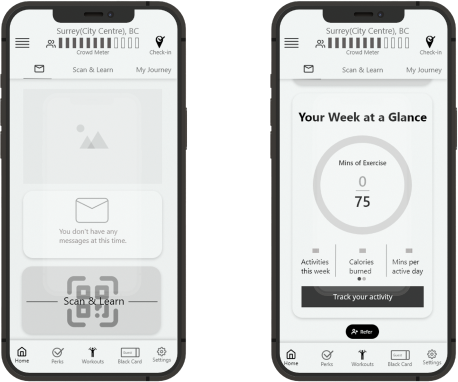 Surrey(City Centre), BC
Crowd Meter
Check-in
Scan & Learn
My Journey
You don't have any
messages at this time.
Scan & Learn
Home
Perks
Workouts
Black Card
Settings
Surrey(City Centre), BC
Crowd Meter
Check-in
Scan & Learn
My Journey
Your Week at a Glance
Mins of Exercise
0
75
Activities
this week
Calories
burned
Mins per
active day
Track your activity
Refer
Home
Perks
Workouts
Black Card
Settings